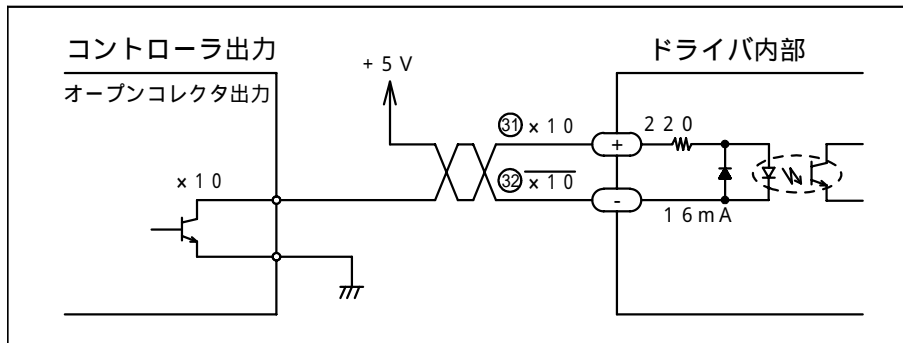 コントローラ出力
オープンコレクタ出力
×10
+5V
㉛×10
㉜×10
ドライバ内部
+
220
-
16mA